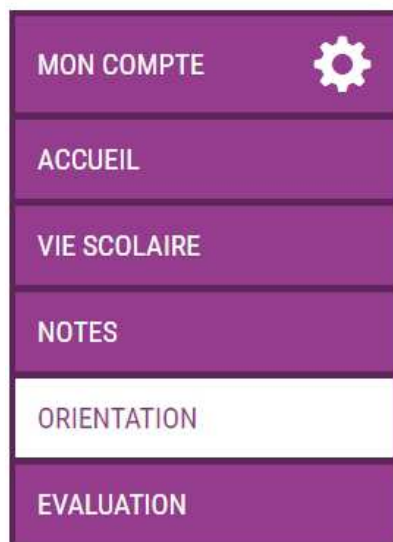 MON COMPTE
ACCUEIL
VIE SCOLAIRE
NOTES
ORIENTATION
EVALUATION